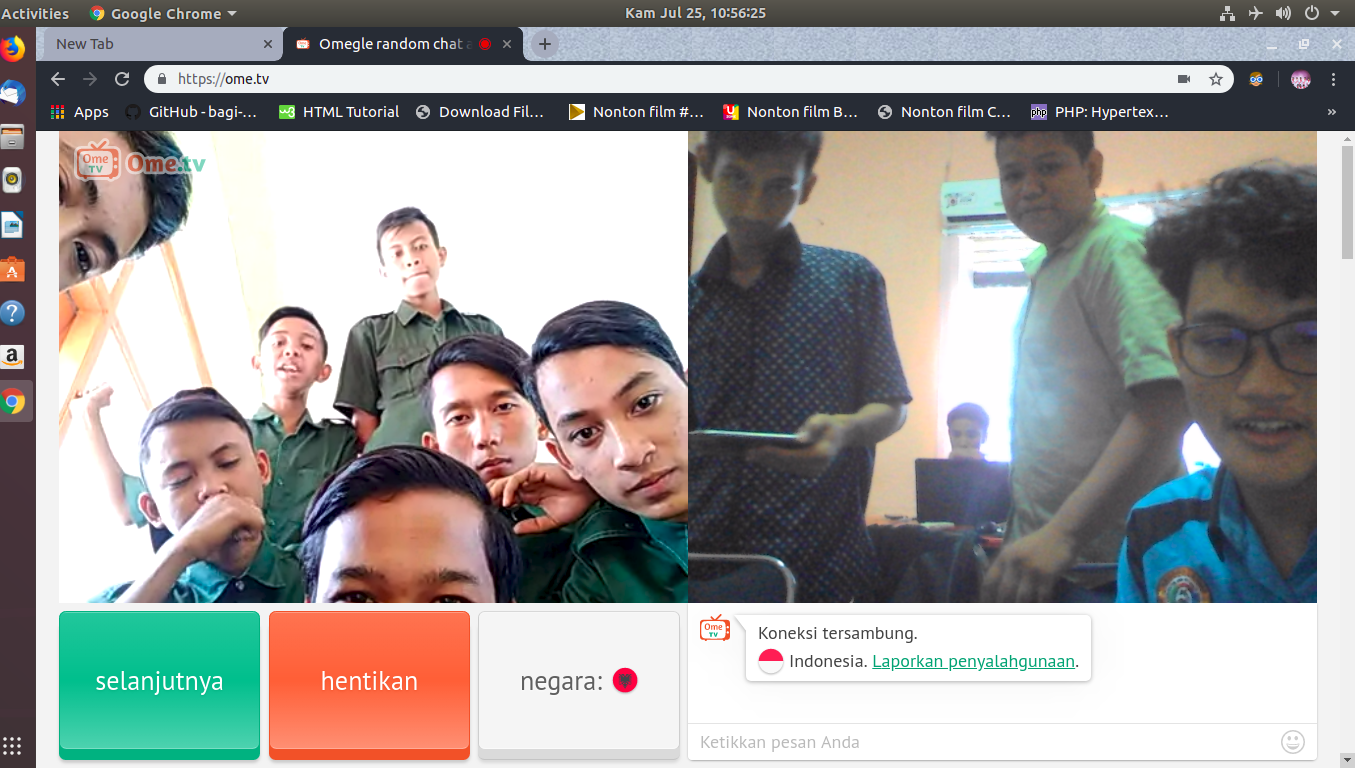 Activities
Google Chrome
Kam Jul 25, 10:56:25
New Tab
Omegle random chat a
https://ome.tv
Apps
GitHub - bagi-...
HTML Tutorial
Download Fil...
Nonton film #...
Nonton film B...
Nonton film C...
php
PHP: Hypertex...
»
Ome
TV
Ome.tv
selanjutnya
hentikan
negara:
Ome
TV
Koneksi tersambung.
Indonesia. Laporkan penyalahgunaan.
Ketikkan pesan Anda